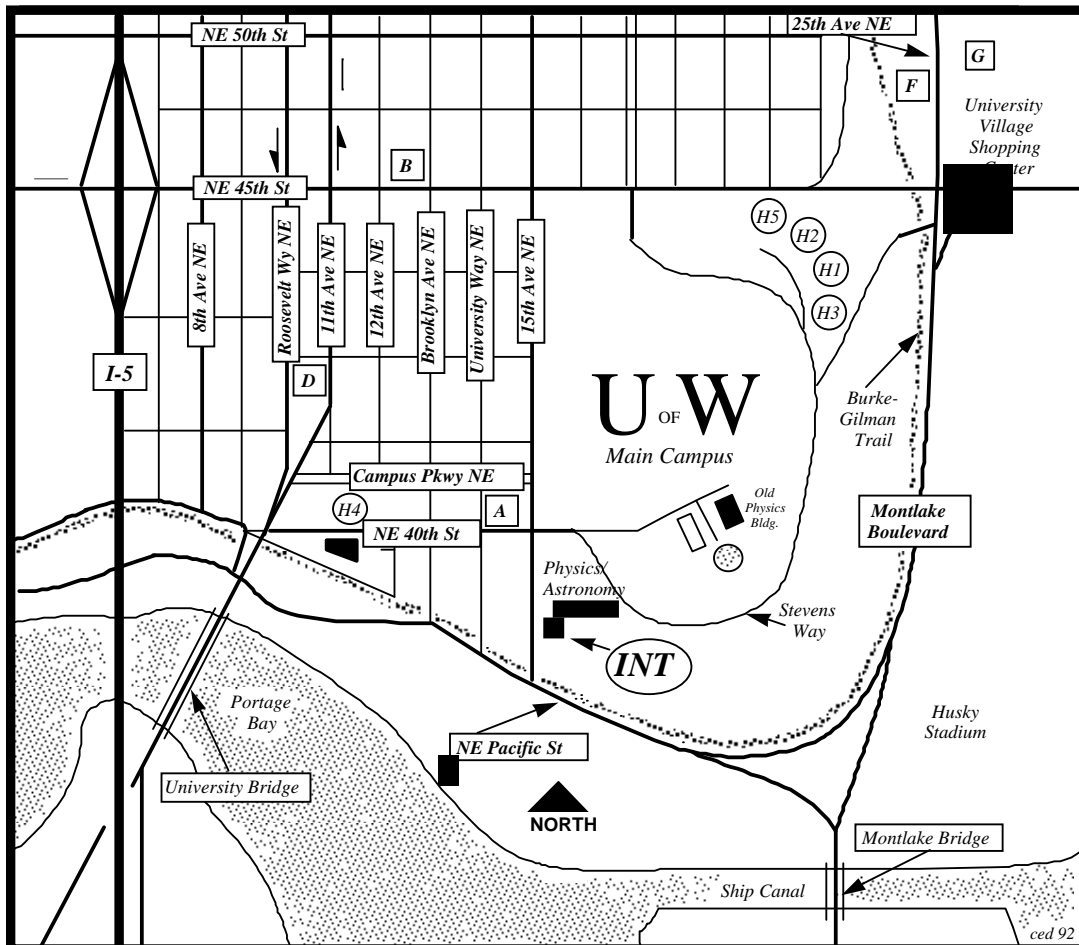 25th Ave NE
NE 50th St
G
F
University
Village
Shopping
Center
B
NE 45th St
H5
H2
H1
H3
8th Ave NE
Roosevelt Wy NE
11th Ave NE
12th Ave NE
Brooklyn Ave NE
University Way NE
15th Ave NE
I-5
D
U OF W
Main Campus
Burke-
Gilman
Trail
Campus Pkwy NE
H4
A
NE 40th St
Old
Physics
Bldg.
Montlake
Boulevard
Physics/
Astronomy
Stevens
Way
INT
Portage
Bay
Husky
Stadium
NE Pacific St
University Bridge
NORTH
Montlake Bridge
Ship Canal
ced 92